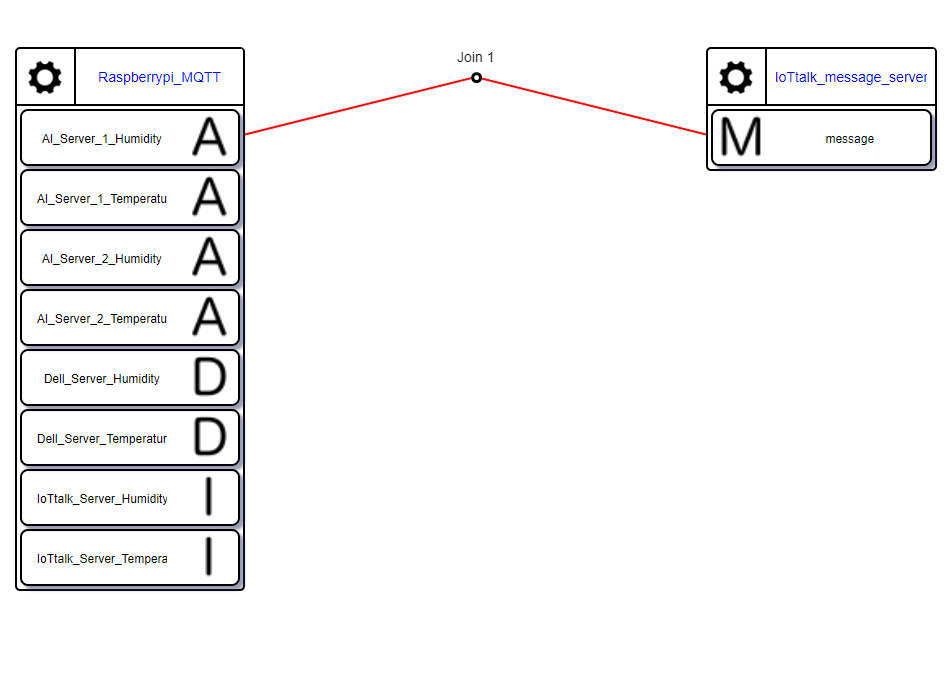 Join 1
Raspberrypi_MQTT
IoTtalk_message_server
AI_Server_1_Humidity A
M message
AI_Server_1_Temperatu A
AI_Server_2_Humidity A
AI_Server_2_Temperatu A
Dell_Server_Humidity D
Dell_Server_Temperatur D
IoTtalk_Server_Humidity I
IoTtalk_Server_Tempera I